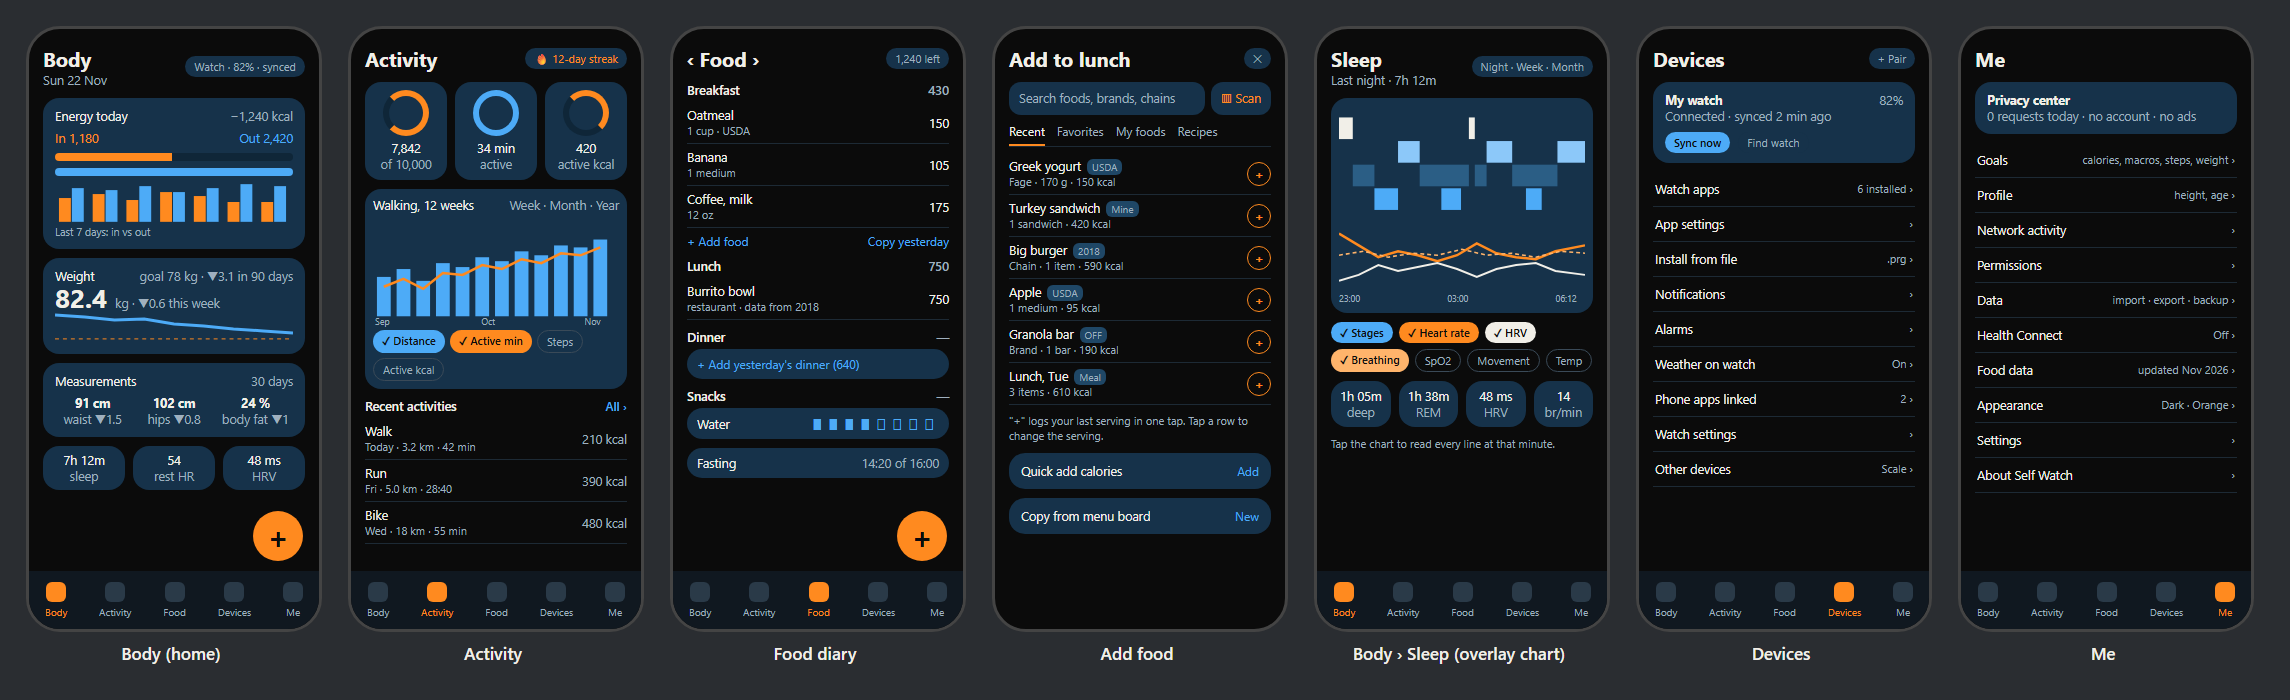 Body
Sun 22 Nov
Watch · 82% · synced
Energy today
−1,240 kcal
In 1,180
Out 2,420
Last 7 days: in vs out
Weight
goal 78 kg · ▼3.1 in 90 days
82.4 kg · ▼0.6 this week
Measurements
30 days
91 cm
waist ▼1.5
102 cm
hips ▼0.8
24 %
body fat ▼1
7h 12m
sleep
54
rest HR
48 ms
HRV
+
Body
Activity
Food
Devices
Me
Body (home)
Activity
🔥 12-day streak
7,842
of 10,000
34 min
active
420
active kcal
Walking, 12 weeks
Week · Month · Year
Sep
Oct
Nov
✓ Distance
✓ Active min
Steps
Active kcal
Recent activities
All ›
Walk
Today · 3.2 km · 42 min
210 kcal
Run
Fri · 5.0 km · 28:40
390 kcal
Bike
Wed · 18 km · 55 min
480 kcal
Body
Activity
Food
Devices
Me
Activity
‹ Food ›
1,240 left
Breakfast
430
Oatmeal
1 cup · USDA
150
Banana
1 medium
105
Coffee, milk
12 oz
175
+ Add food
Copy yesterday
Lunch
750
Burrito bowl
restaurant · data from 2018
750
Dinner
—
+ Add yesterday's dinner (640)
Snacks
—
Water
Fasting
14:20 of 16:00
+
Body
Activity
Food
Devices
Me
Food diary
Add to lunch
✕
Search foods, brands, chains
▥ Scan
Recent
Favorites
My foods
Recipes
Greek yogurt USDA
Fage · 170 g · 150 kcal
+
Turkey sandwich Mine
1 sandwich · 420 kcal
+
Big burger 2018
Chain · 1 item · 590 kcal
+
Apple USDA
1 medium · 95 kcal
+
Granola bar OFF
Brand · 1 bar · 190 kcal
+
Lunch, Tue Meal
3 items · 610 kcal
+
"+" logs your last serving in one tap. Tap a row to
change the serving.
Quick add calories
Add
Copy from menu board
New
Add food
Sleep
Last night · 7h 12m
Night · Week · Month
23:00
03:00
06:12
✓ Stages
✓ Heart rate
✓ HRV
✓ Breathing
SpO2
Movement
Temp
1h 05m
deep
1h 38m
REM
48 ms
HRV
14
br/min
Tap the chart to read every line at that minute.
Body
Activity
Food
Devices
Me
Body › Sleep (overlay chart)
Devices
+ Pair
My watch
82%
Connected · synced 2 min ago
Sync now
Find watch
Watch apps
6 installed ›
App settings
›
Install from file
.prg ›
Notifications
›
Alarms
›
Weather on watch
On ›
Phone apps linked
2 ›
Watch settings
›
Other devices
Scale ›
Body
Activity
Food
Devices
Me
Devices
Me
Privacy center
0 requests today · no account · no ads
Goals
calories, macros, steps, weight ›
Profile
height, age ›
Network activity
›
Permissions
›
Data
import · export · backup ›
Health Connect
Off ›
Food data
updated Nov 2026 ›
Appearance
Dark · Orange ›
Settings
›
About Self Watch
›
Body
Activity
Food
Devices
Me
Me